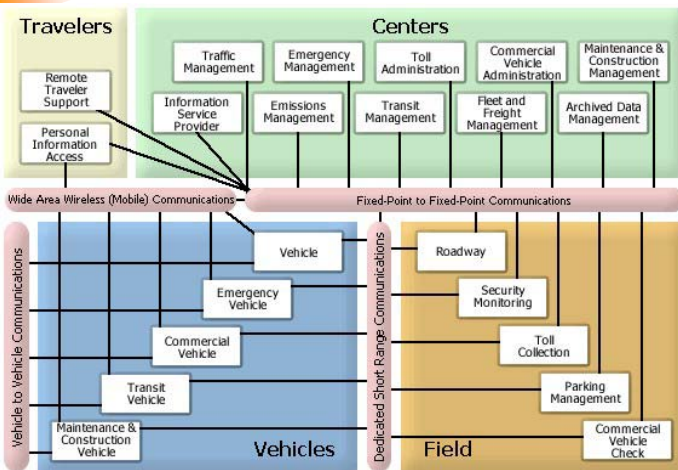 Travelers
Centers
Traffic
Management
Emergency
Management
Toll
Administration
Commercial
Vehicle
Administration
Maintenance &
Construction
Management
Remote
Traveler
Support
Information
Service
Provider
Emissions
Management
Transit
Management
Fleet and
Freight
Management
Archived Data
Management
Personal
Information
Access
Wide Area Wireless (Mobile) Communications
Fixed-Point to Fixed-Point Communications
Vehicle to Vehicle Communications
Vehicle
Emergency
Vehicle
Commercial
Vehicle
Transit
Vehicle
Maintenance &
Construction
Vehicle
Vehicles
Dedicated Short Range Communications
Roadway
Security
Monitoring
Toll
Collection
Parking
Management
Commercial
Vehicle
Check
Field